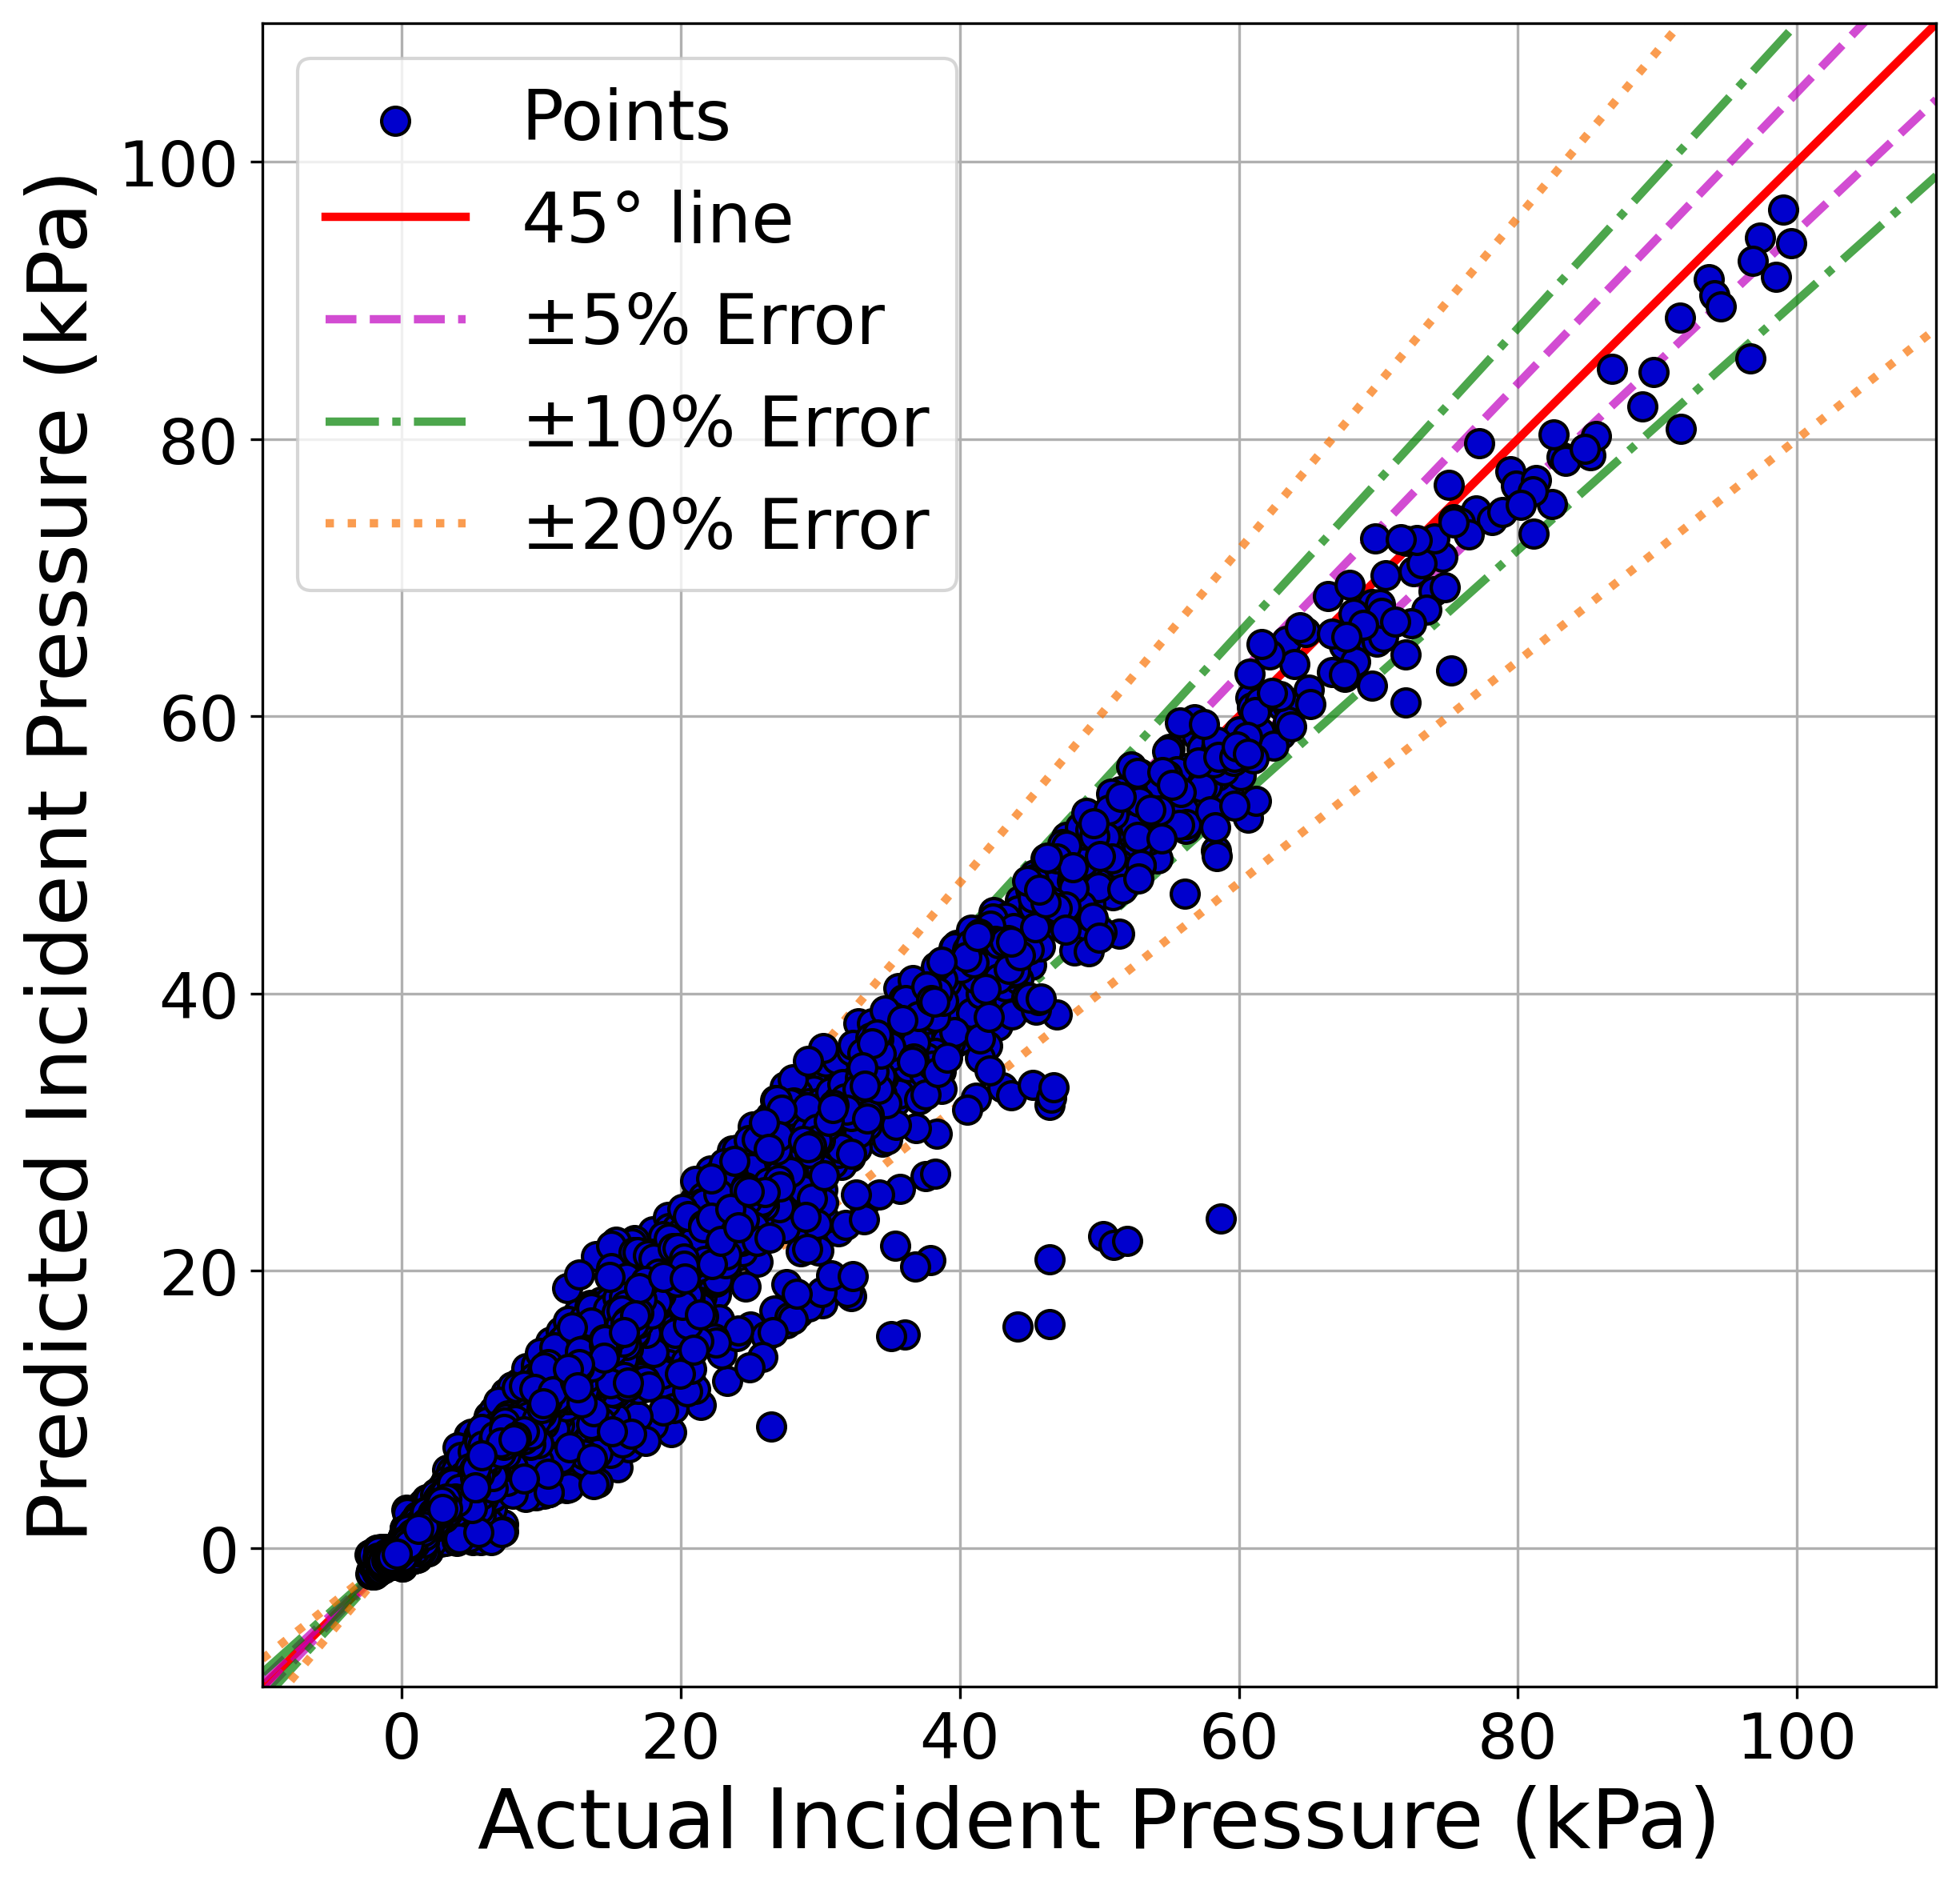 Points
45° line
±5% Error
±10% Error
±20% Error
100
80
60
40
20
0
Predicted Incident Pressure (kPa)
0 20 40 60 80 100
Actual Incident Pressure (kPa)